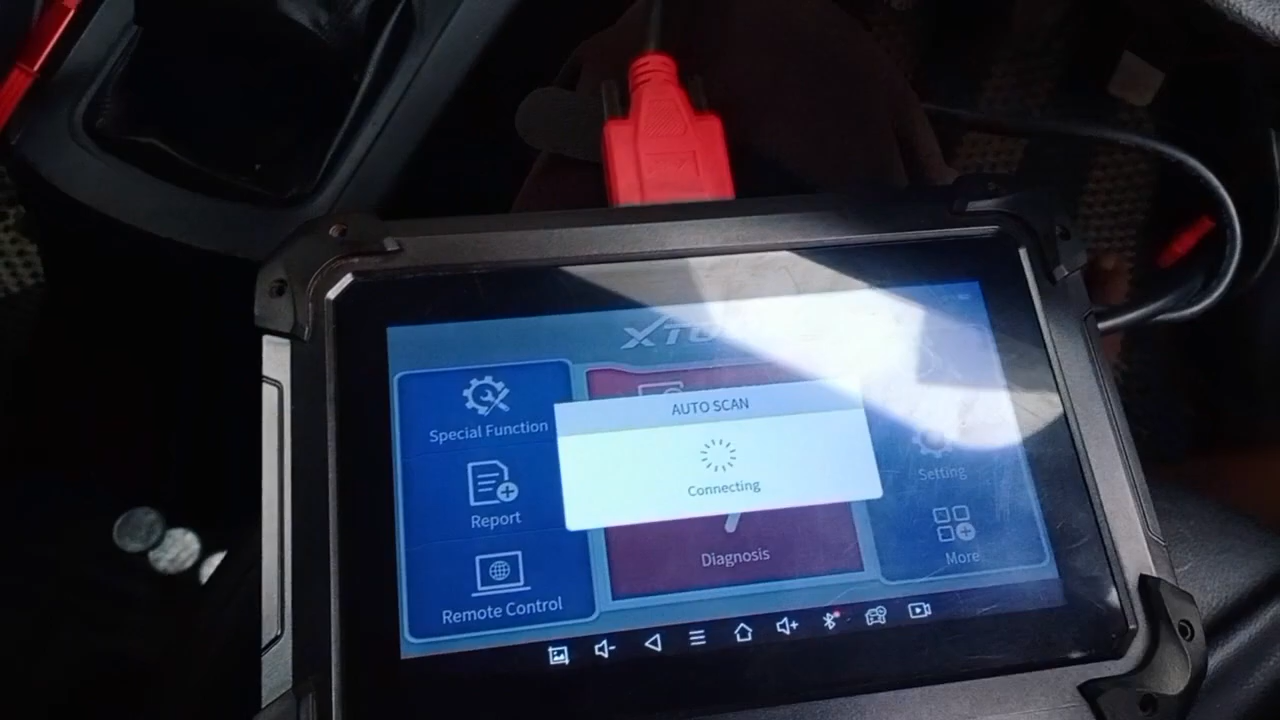 AUTO SCAN
Connecting
Special Function
Report
Remote Control
Diagnosis
Setting
More